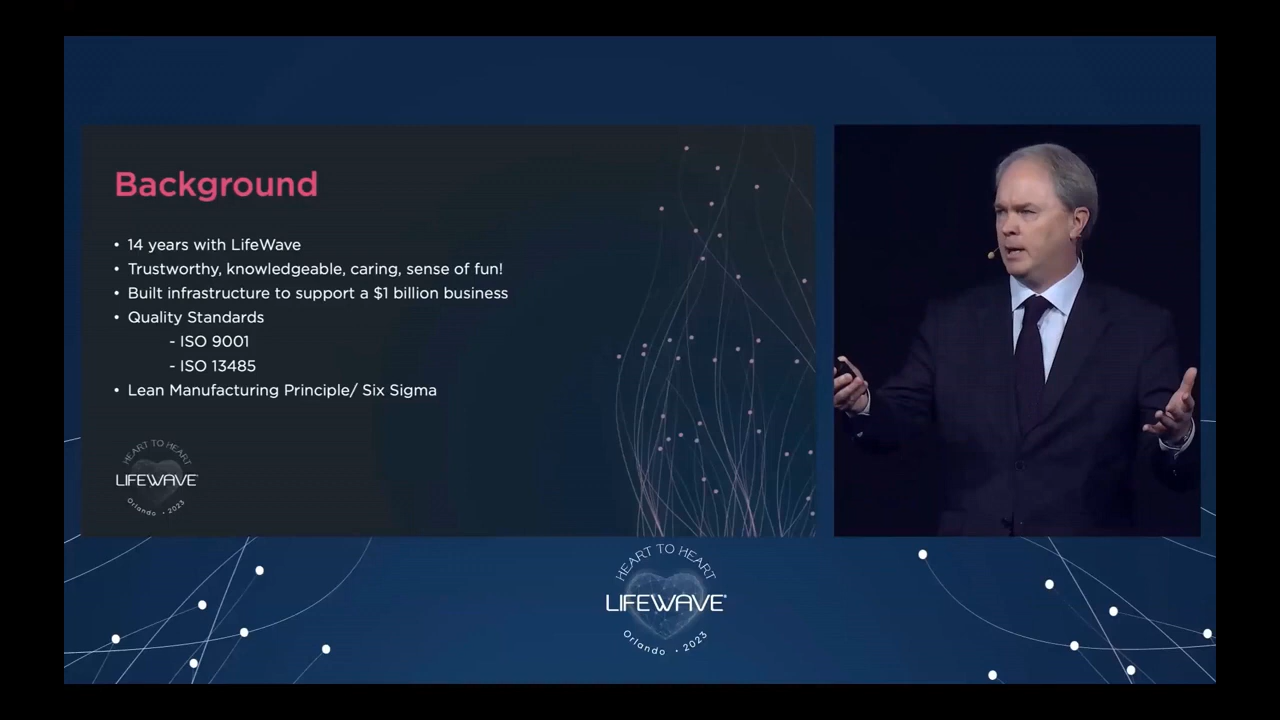 Background
• 14 years with LifeWave
• Trustworthy, knowledgeable, caring, sense of fun!
• Built infrastructure to support a $1 billion business
• Quality Standards
- ISO 9001
- ISO 13485
• Lean Manufacturing Principle/ Six Sigma
HEART TO HEART
LIFEWAVE®
Orlando • 2023
HEART TO HEART
LIFEWAVE®
Orlando • 2023